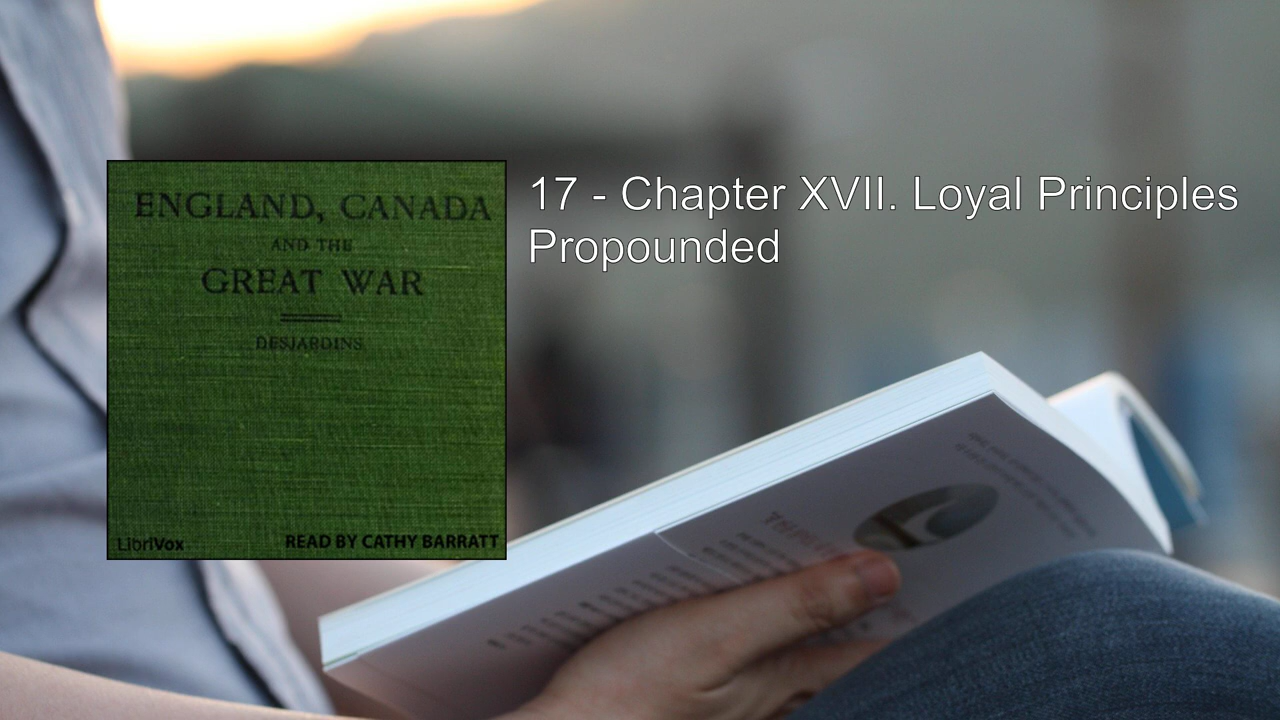 ENGLAND, CANADA
AND THE
GREAT WAR
DESJARDINS
LibriVox
READ BY CATHY BARRATT
17 - Chapter XVII. Loyal Principles
Propounded